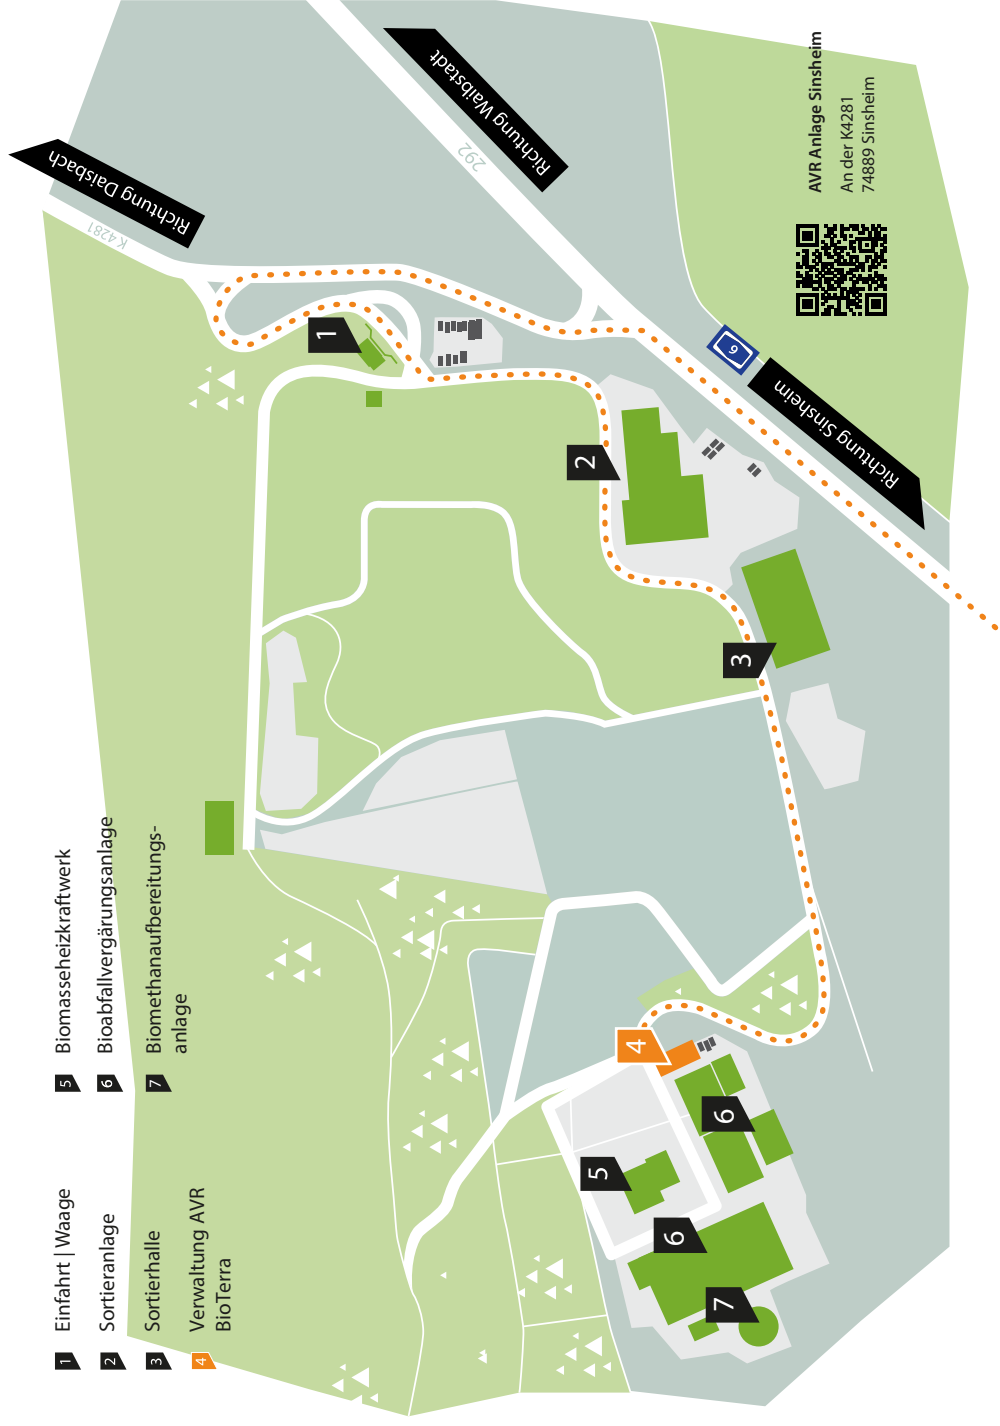 Richtung Daisbach
K 4281
Richtung Waibstadt
292
6
Richtung Sinsheim
AVR Anlage Sinsheim
An der K4281
74889 Sinsheim
1
2
3
4
5
6
6
7
1 Einfahrt | Waage
2 Sortieranlage
3 Sortierhalle
4 Verwaltung AVR
BioTerra
5 Biomasseheizkraftwerk
6 Bioabfallvergärungsanlage
7 Biomethanaufbereitungs-
anlage